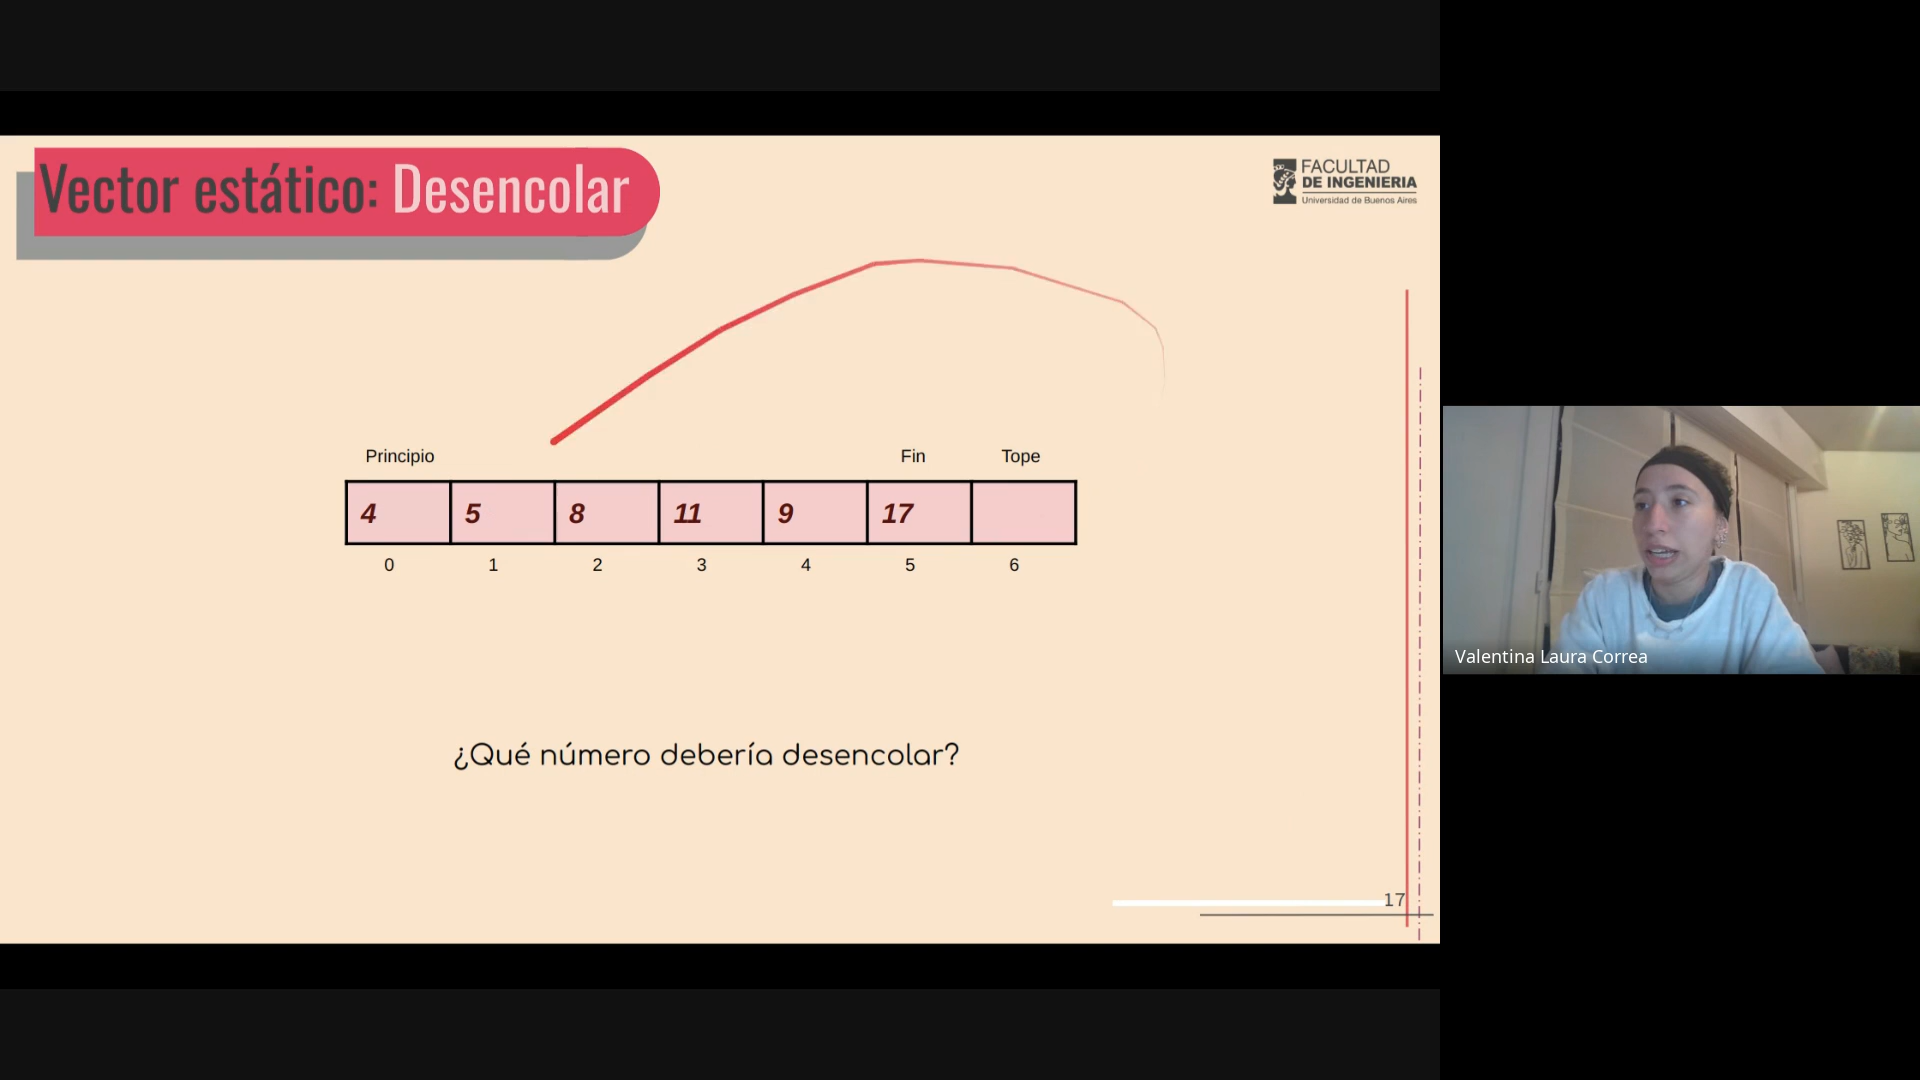 Vector estático: Desencolar
FACULTAD
DE INGENIERIA
Universidad de Buenos Aires
Principio Fin Tope
4 5 8 11 9 17
0 1 2 3 4 5 6
¿Qué número debería desencolar?
17
Valentina Laura Correa